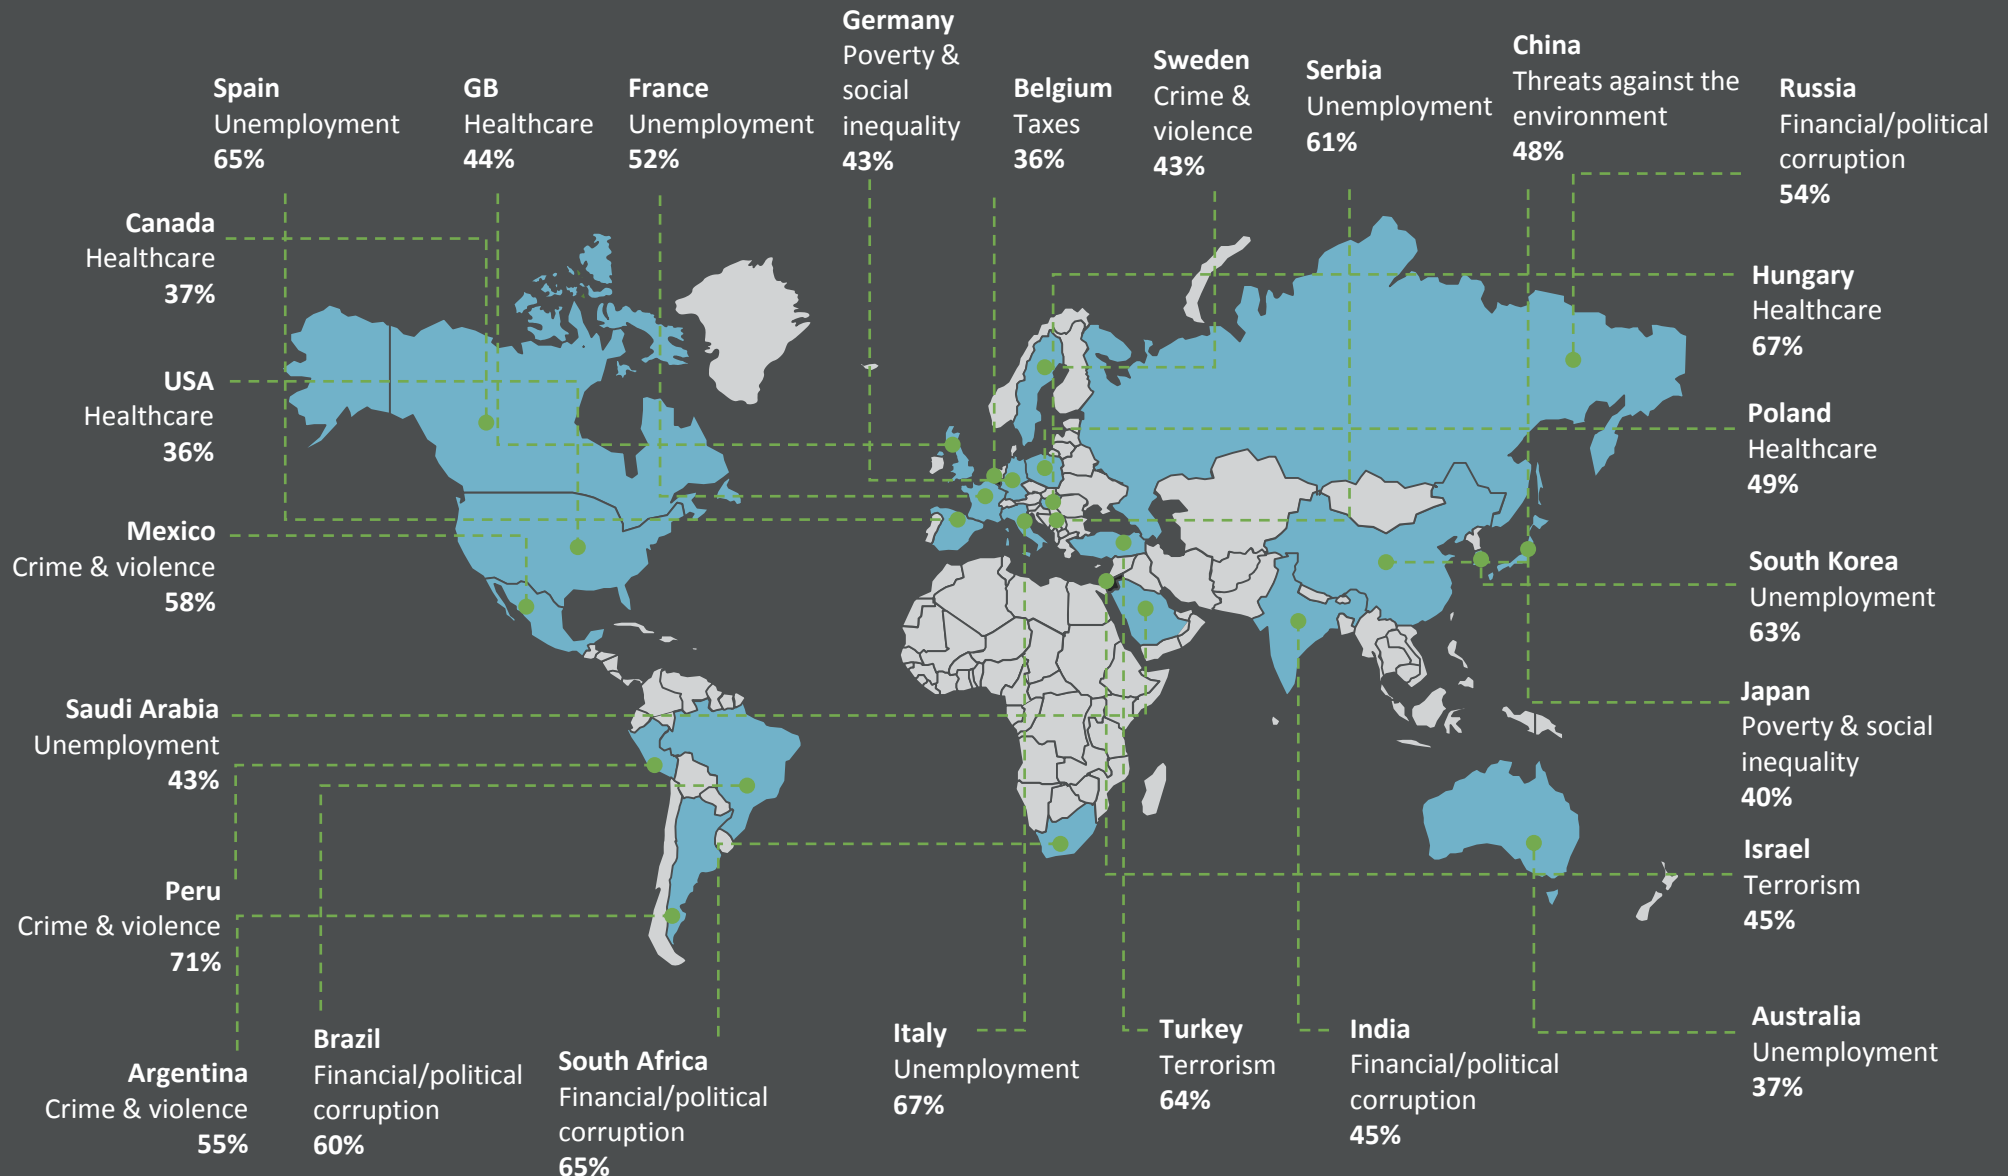 Germany
Poverty &
social
inequality
43%
Spain
Unemployment
65%
GB
Healthcare
44%
France
Unemployment
52%
Belgium
Taxes
36%
Sweden
Crime &
violence
43%
Serbia
Unemployment
61%
China
Threats against the
environment
48%
Russia
Financial/political
corruption
54%
Canada
Healthcare
37%
Hungary
Healthcare
67%
USA
Healthcare
36%
Poland
Healthcare
49%
Mexico
Crime & violence
58%
South Korea
Unemployment
63%
Saudi Arabia
Unemployment
43%
Japan
Poverty & social
inequality
40%
Peru
Crime & violence
71%
Israel
Terrorism
45%
Argentina
Crime & violence
55%
Brazil
Financial/political
corruption
60%
South Africa
Financial/political
corruption
65%
Italy
Unemployment
67%
Turkey
Terrorism
64%
India
Financial/political
corruption
45%
Australia
Unemployment
37%